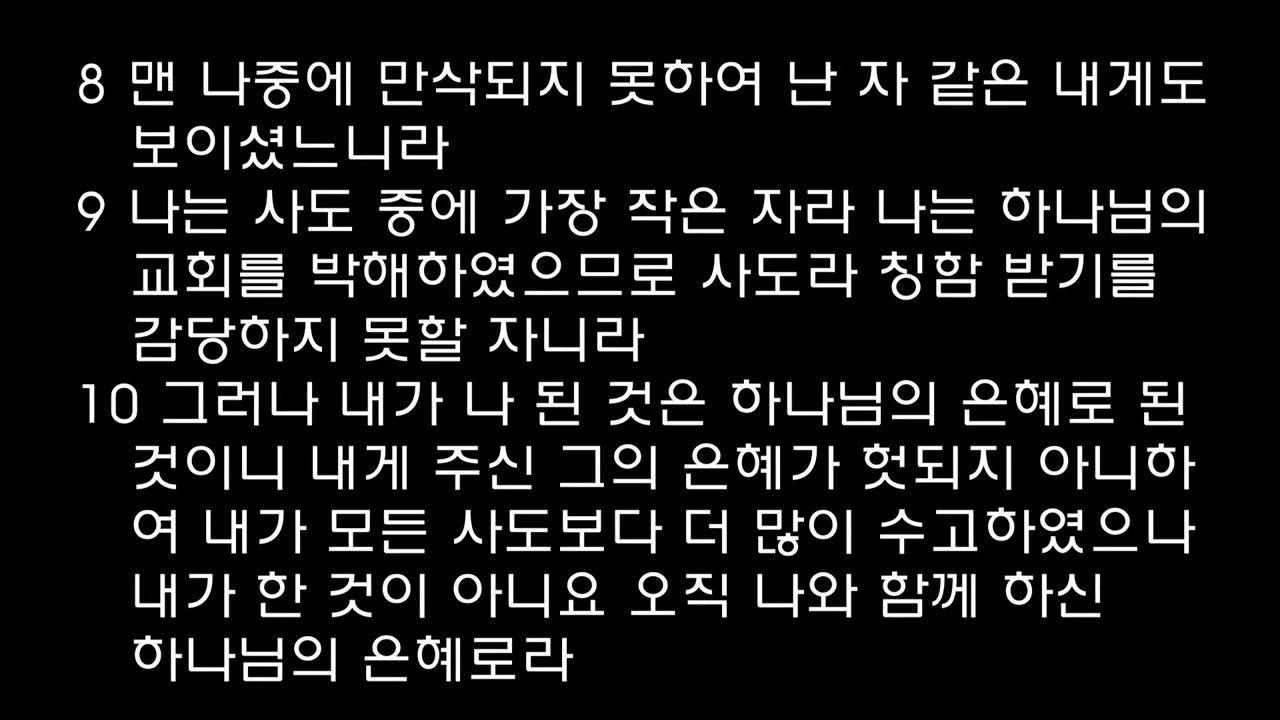 8 맨 나중에 만삭되지 못하여 난 자 같은 내게도
보이셨느니라
9 나는 사도 중에 가장 작은 자라 나는 하나님의
교회를 박해하였으므로 사도라 칭함 받기를
감당하지 못할 자니라
10 그러나 내가 나 된 것은 하나님의 은혜로 된
것이니 내게 주신 그의 은혜가 헛되지 아니하
여 내가 모든 사도보다 더 많이 수고하였으나
내가 한 것이 아니요 오직 나와 함께 하신
하나님의 은혜로라